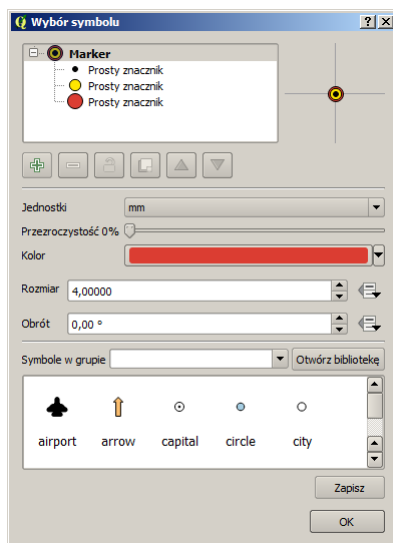 Wybór symbolu
Marker
Prosty znacznik
Prosty znacznik
Prosty znacznik
Jednostki mm
Przezroczystość 0%
Kolor
Rozmiar 4,00000
Obrót 0,00 °
Symbole w grupie Otwórz bibliotekę
airport arrow capital circle city
Zapisz
OK